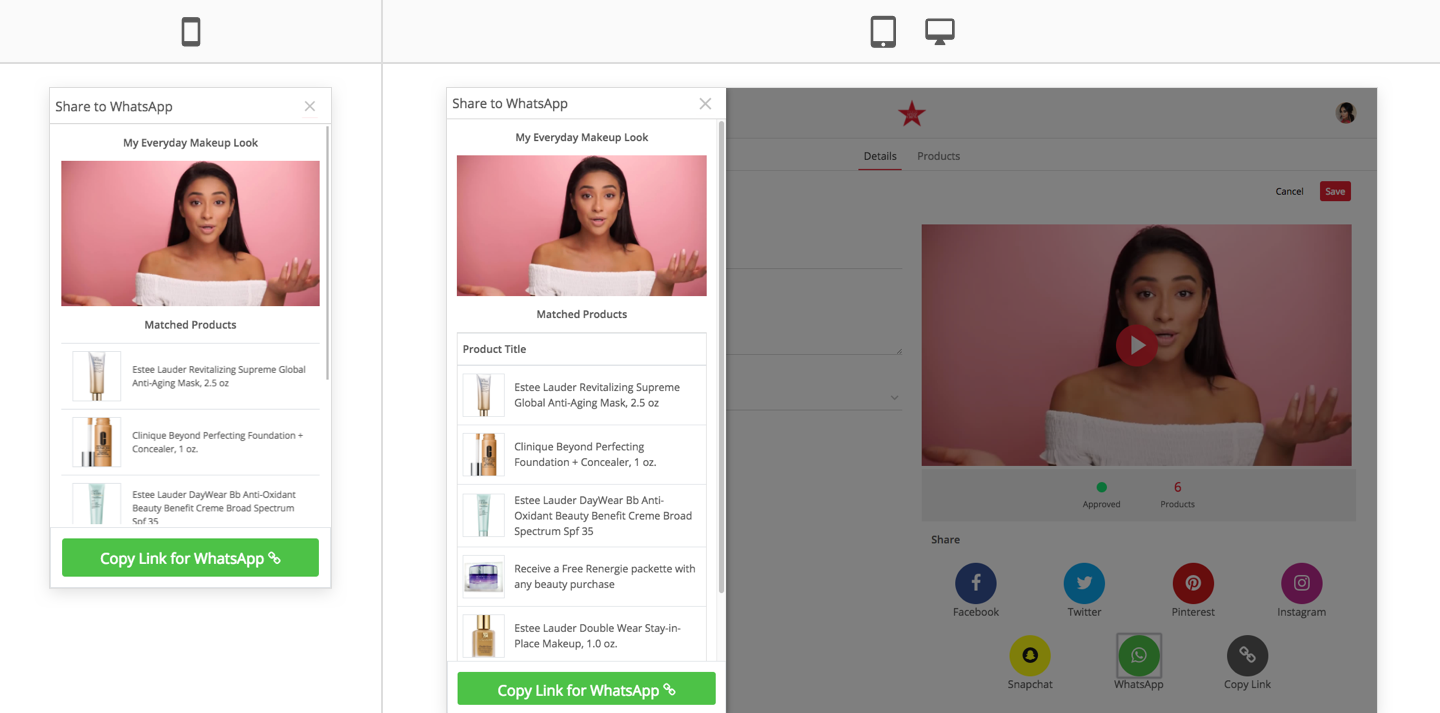 Share to WhatsApp
My Everyday Makeup Look
Matched Products
Estee Lauder Revitalizing Supreme Global
Anti-Aging Mask, 2.5 oz
Clinique Beyond Perfecting Foundation +
Concealer, 1 oz.
Estee Lauder DayWear Bb Anti-Oxidant
Beauty Benefit Creme Broad Spectrum
Spf 35
Copy Link for WhatsApp
Share to WhatsApp
My Everyday Makeup Look
Matched Products
Product Title
Estee Lauder Revitalizing Supreme
Global Anti-Aging Mask, 2.5 oz
Clinique Beyond Perfecting
Foundation + Concealer, 1 oz.
Estee Lauder DayWear Bb Anti-
Oxidant Beauty Benefit Creme Broad
Spectrum Spf 35
Receive a Free Renergie packette with
any beauty purchase
Estee Lauder Double Wear Stay-in-
Place Makeup, 1.0 oz.
Copy Link for WhatsApp
Details Products
Cancel Save
6
Approved Products
Share
Facebook Twitter Pinterest Instagram
Snapchat WhatsApp Copy Link